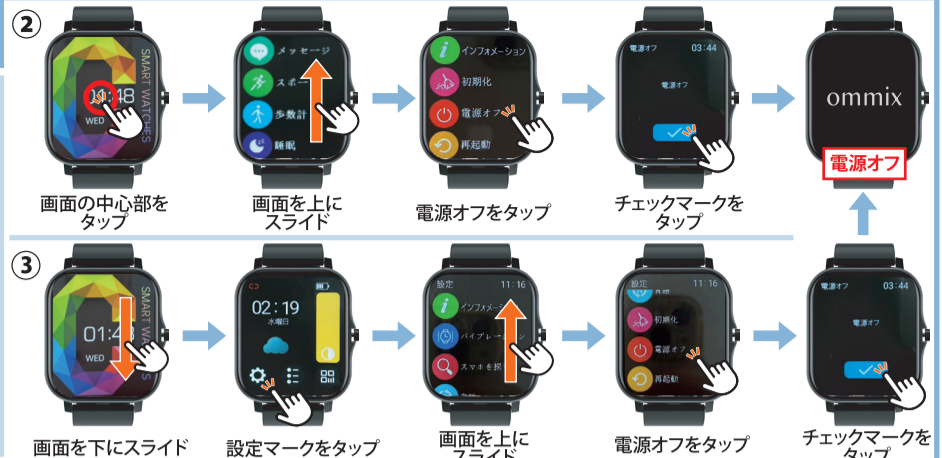 ②
SMART WATCHES
01:48
WED
画面の中心部を
タップ
メッセージ
スポー
歩数計
睡眠
画面を上に
スライド
インフォメーション
初期化
電源オフ
再起動
電源オフをタップ
電源オフ 03:44
電源オフ
チェックマークを
タップ
ommix
電源オフ
③
SMART WA
01:4
WED
画面を下にスライド
02:19
水曜日
設定マークをタップ
設定 11:16
インフォメーシ
バイブレーション
スマホを探
画面を上に
スライド
設定 11:16
初期化
電源オフ
再起動
電源オフをタップ
電源オフ 03:44
電源オフ
チェックマークを
タップ